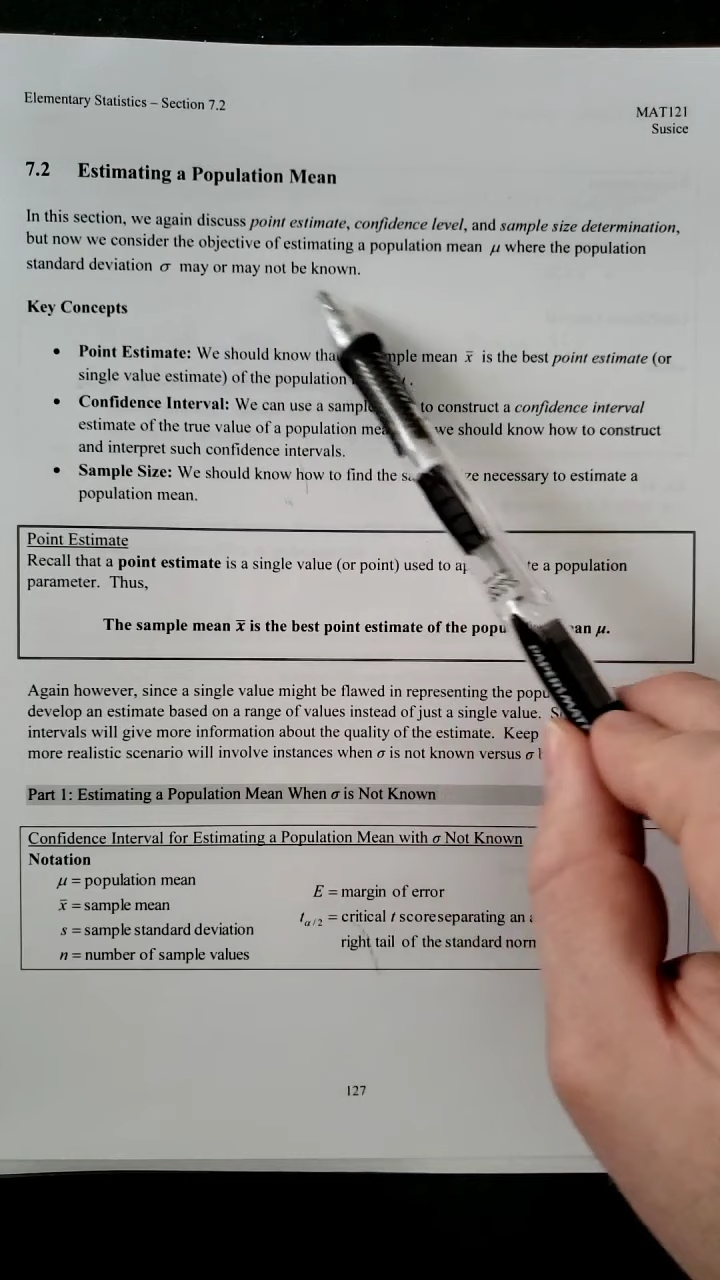 Elementary Statistics – Section 7.2
MAT121
Susice
7.2 Estimating a Population Mean
In this section, we again discuss point estimate, confidence level, and sample size determination,
but now we consider the objective of estimating a population mean μ where the population
standard deviation σ may or may not be known.
Key Concepts
• Point Estimate: We should know tha mple mean x̄ is the best point estimate (or
single value estimate) of the population
• Confidence Interval: We can use a sampl to construct a confidence interval
estimate of the true value of a population mea we should know how to construct
and interpret such confidence intervals.
• Sample Size: We should know how to find the s ze necessary to estimate a
population mean.
Point Estimate
Recall that a point estimate is a single value (or point) used to ap te a population
parameter. Thus,
The sample mean x̄ is the best point estimate of the popu an μ.
Again however, since a single value might be flawed in representing the popu
develop an estimate based on a range of values instead of just a single value. S
intervals will give more information about the quality of the estimate. Keep
more realistic scenario will involve instances when σ is not known versus σ
Part 1: Estimating a Population Mean When σ is Not Known
Confidence Interval for Estimating a Population Mean with σ Not Known
Notation
μ = population mean
x̄ = sample mean
s = sample standard deviation
n = number of sample values
E = margin of error
tα/2 = critical t score separating an
right tail of the standard norm
127
PAPERMATE